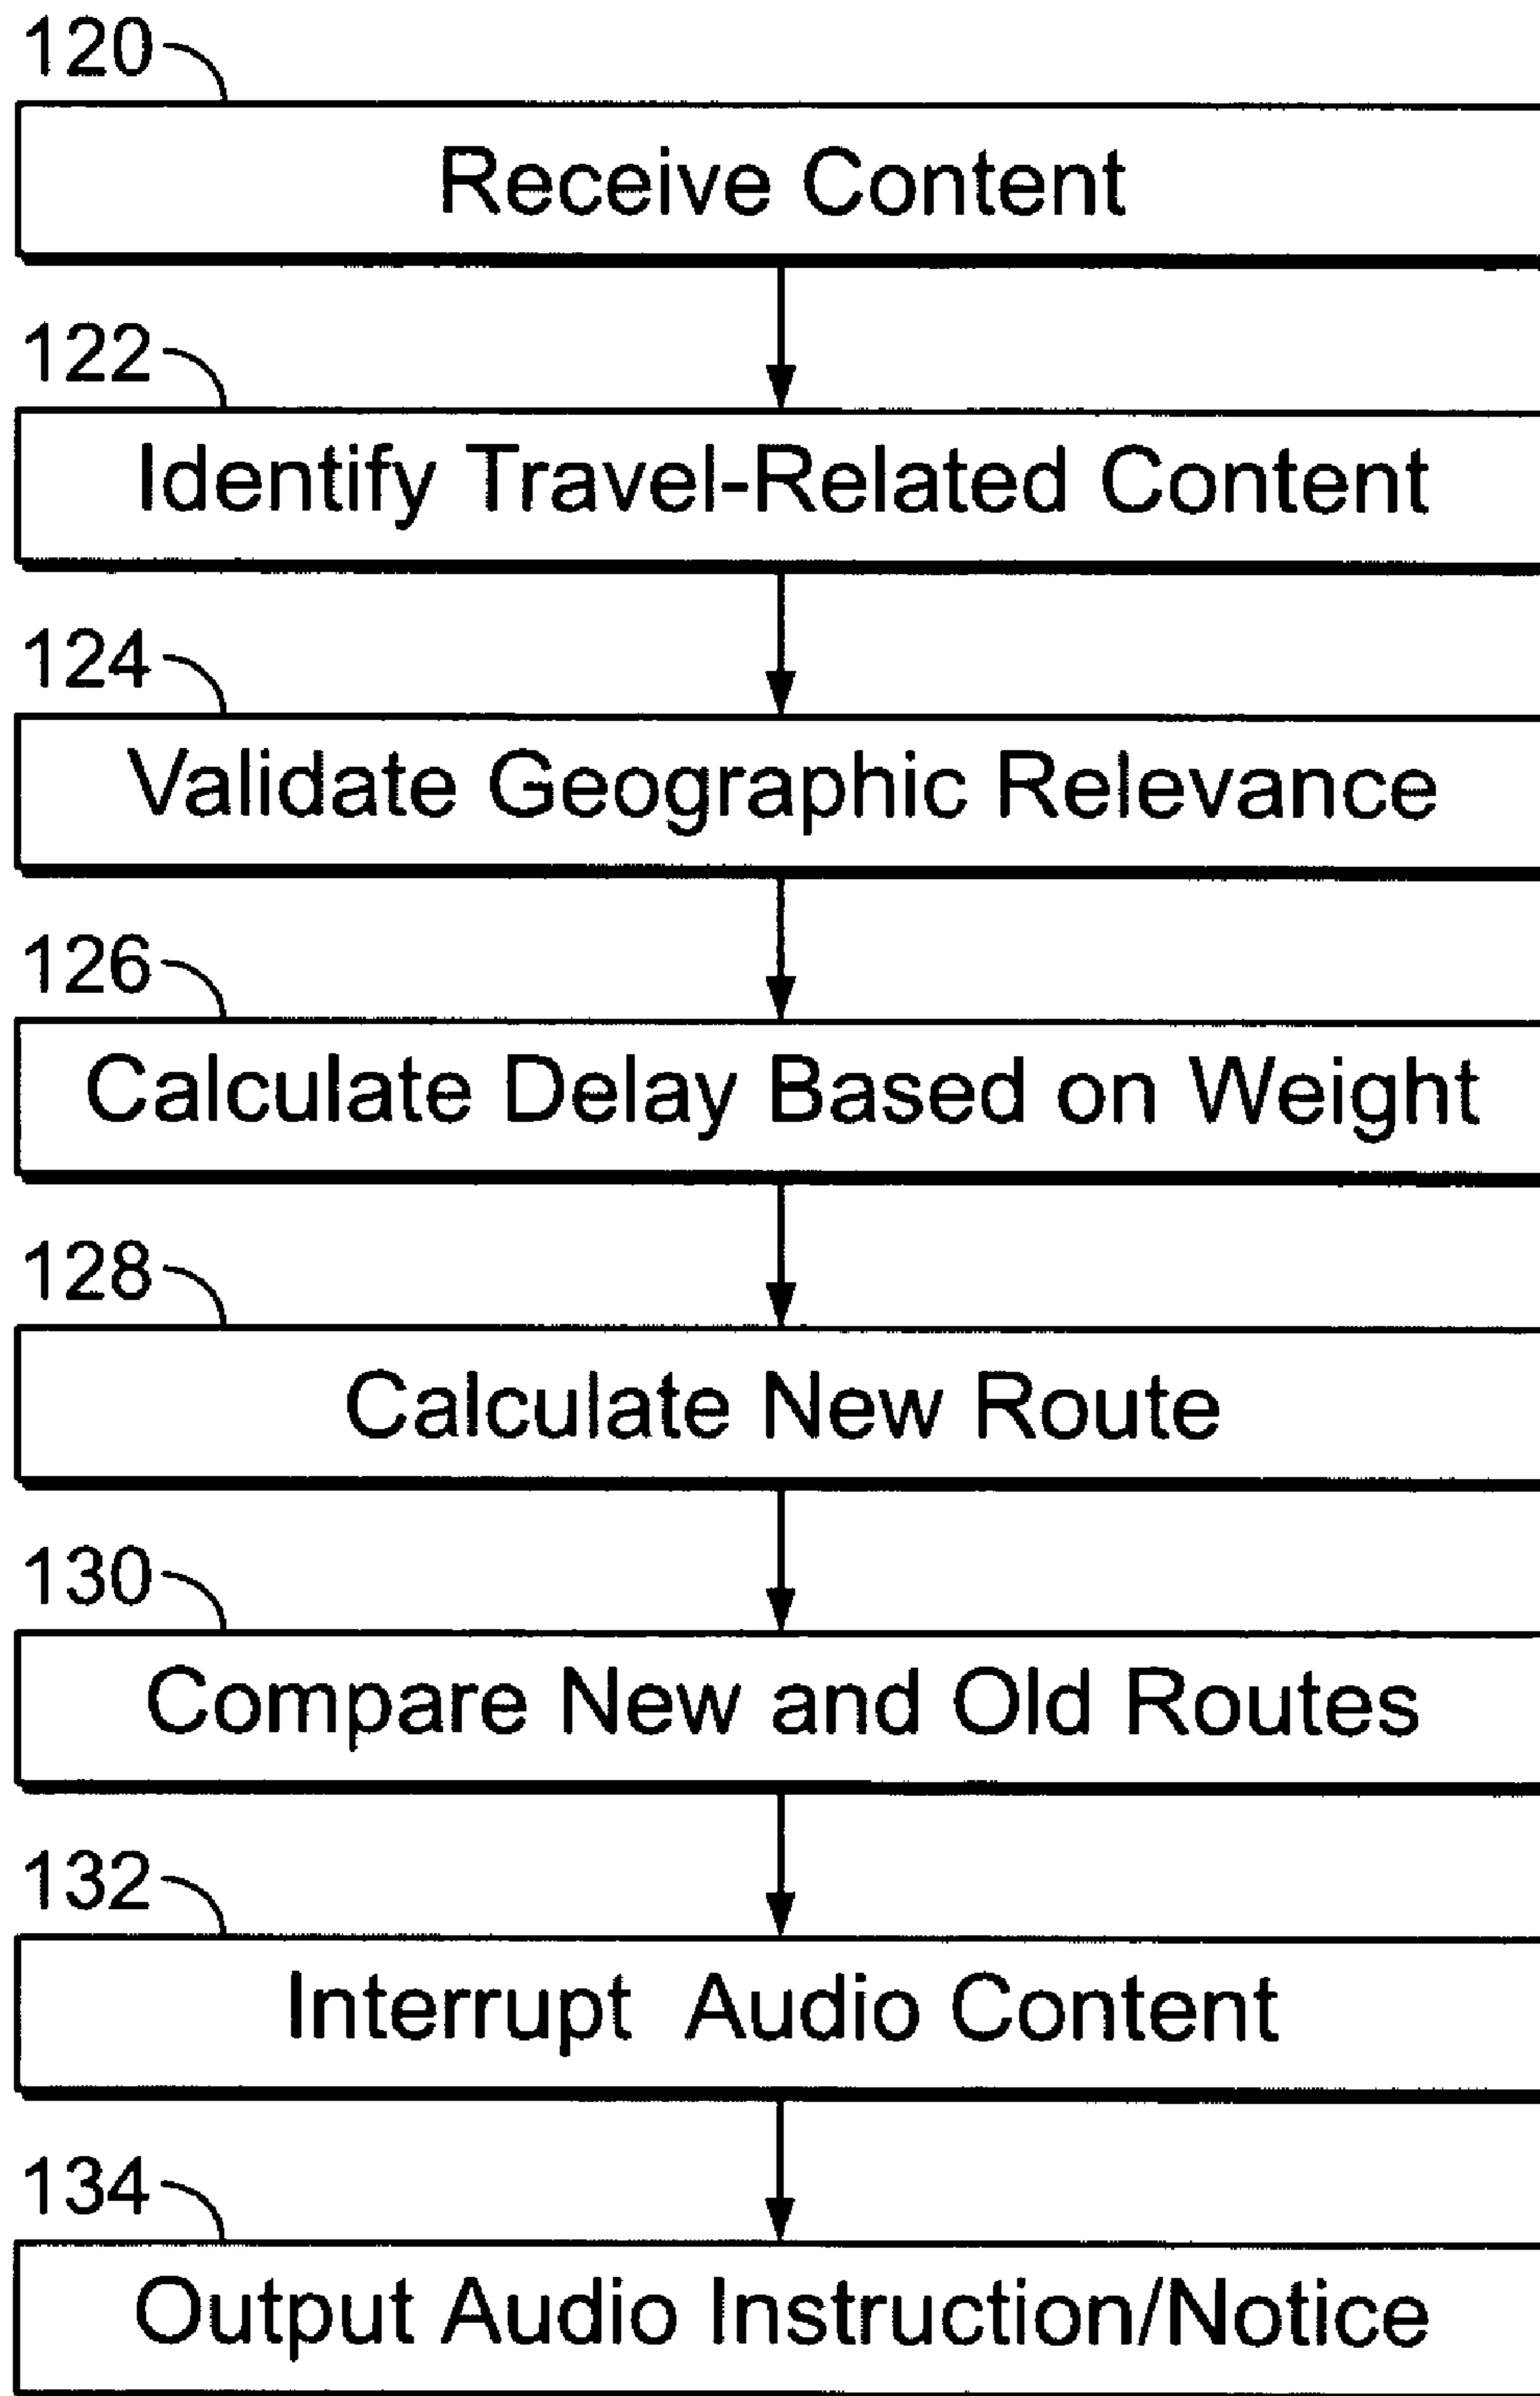 120
Receive Content
122
Identify Travel-Related Content
124
Validate Geographic Relevance
126
Calculate Delay Based on Weight
128
Calculate New Route
130
Compare New and Old Routes
132
Interrupt Audio Content
134
Output Audio Instruction/Notice